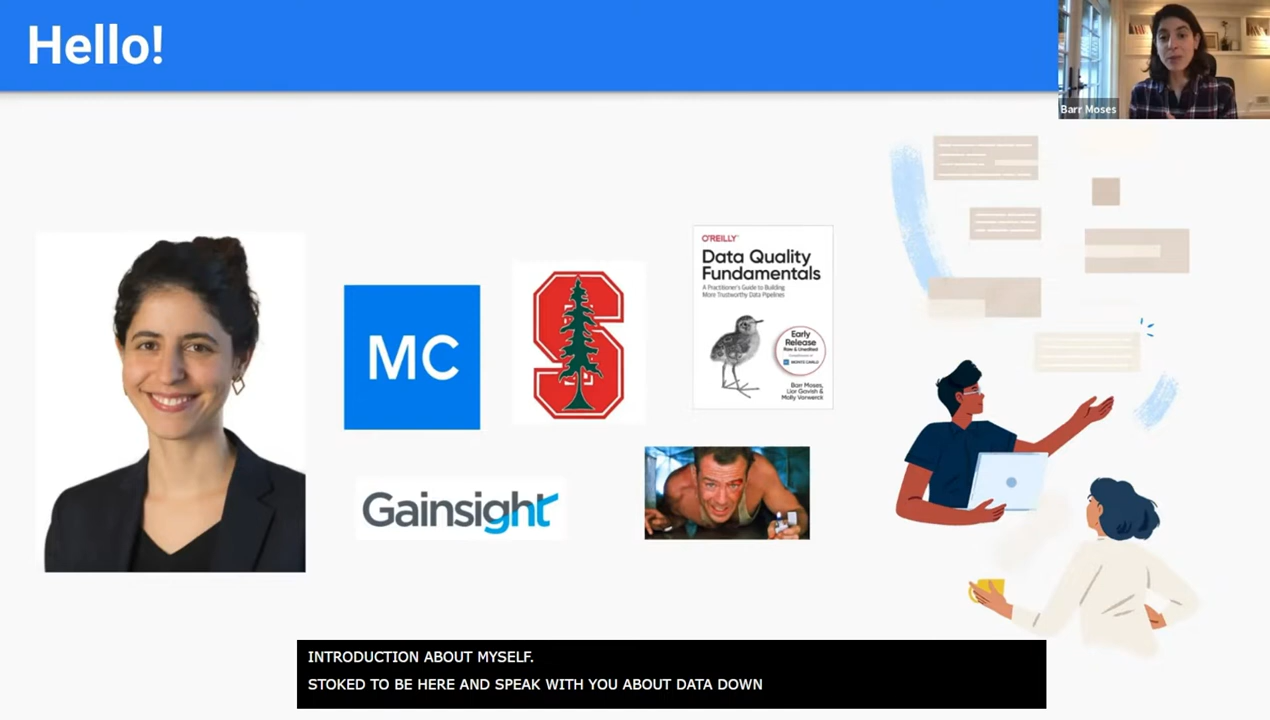 Hello!
Barr Moses
MC
Gainsight
O'REILLY
Data Quality
Fundamentals
A Practitioner's Guide to Building
More Trustworthy Data Pipelines
Early
Release
Raw & Unedited
MONTE CARLO
Barr Moses,
Lior Gavish &
Molly Vorwerck
INTRODUCTION ABOUT MYSELF.
STOKED TO BE HERE AND SPEAK WITH YOU ABOUT DATA DOWN